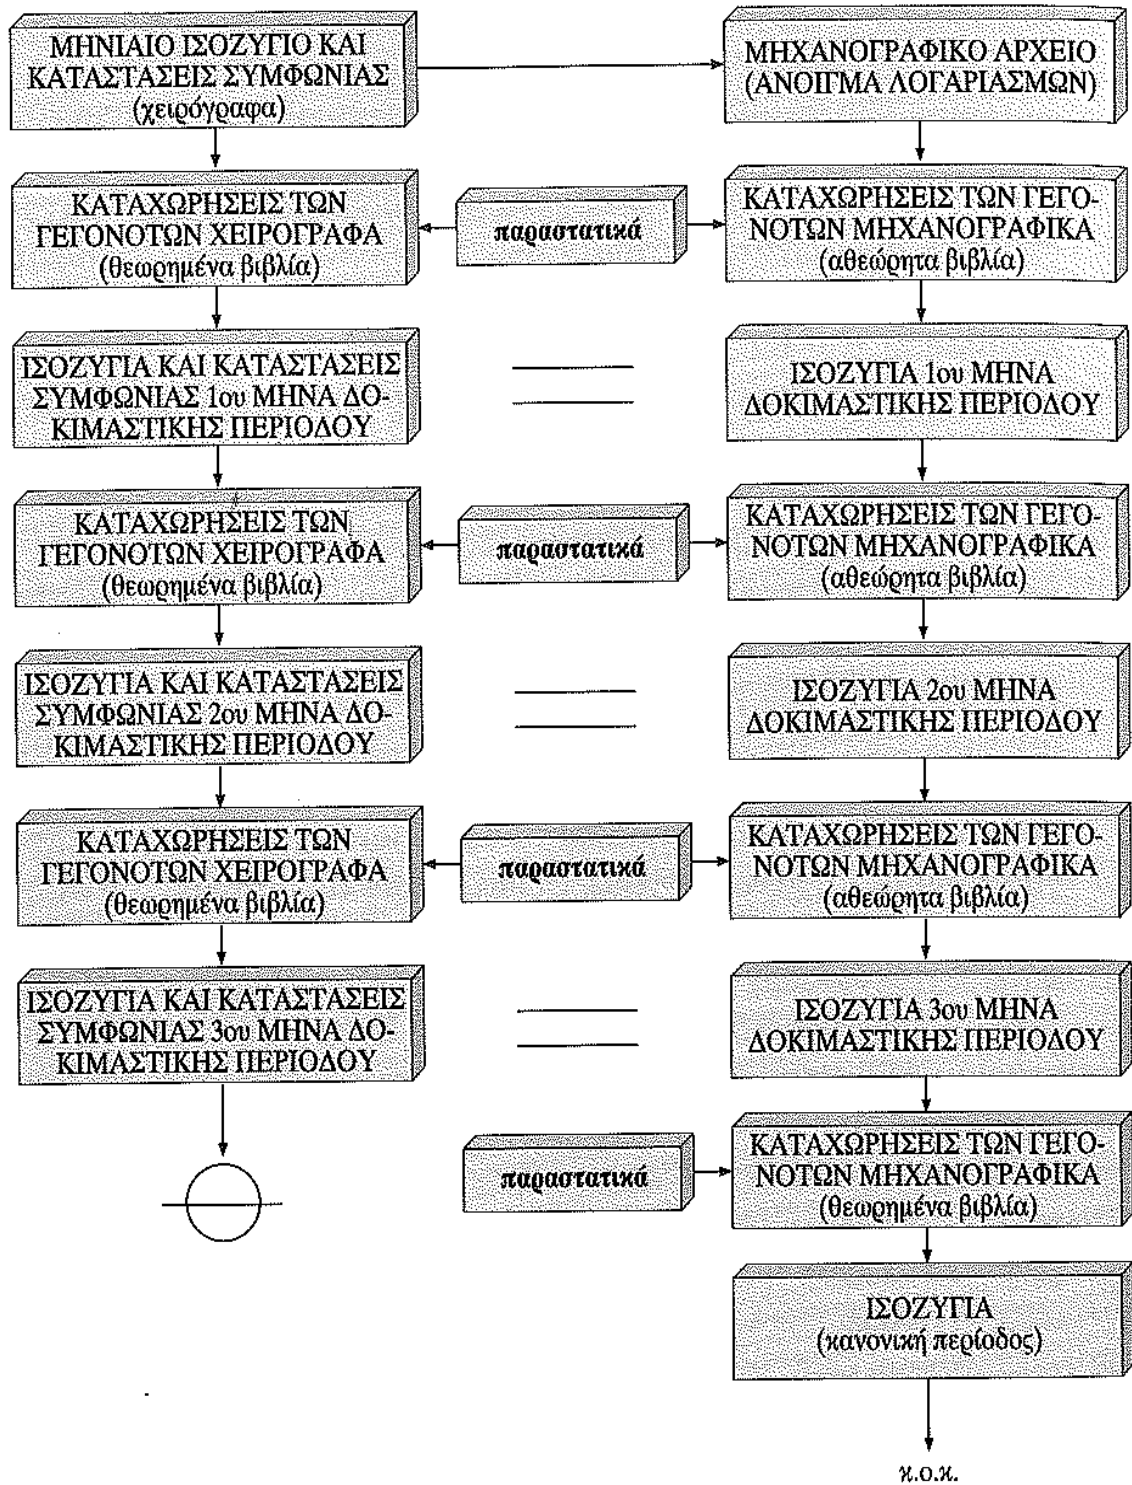 ΜΗΝΙΑΙΟ ΙΣΟΖΥΓΙΟ ΚΑΙ
ΚΑΤΑΣΤΑΣΕΙΣ ΣΥΜΦΩΝΙΑΣ
(χειρόγραφα)
ΜΗΧΑΝΟΓΡΑΦΙΚΟ ΑΡΧΕΙΟ
(ΑΝΟΙΓΜΑ ΛΟΓΑΡΙΑΣΜΩΝ)
ΚΑΤΑΧΩΡΗΣΕΙΣ ΤΩΝ
ΓΕΓΟΝΟΤΩΝ ΧΕΙΡΟΓΡΑΦΑ
(θεωρημένα βιβλία)
παραστατικά
ΚΑΤΑΧΩΡΗΣΕΙΣ ΤΩΝ ΓΕΓΟ-
ΝΟΤΩΝ ΜΗΧΑΝΟΓΡΑΦΙΚΑ
(αθεώρητα βιβλία)
ΙΣΟΖΥΓΙΑ ΚΑΙ ΚΑΤΑΣΤΑΣΕΙΣ
ΣΥΜΦΩΝΙΑΣ 1ου ΜΗΝΑ ΔΟ-
ΚΙΜΑΣΤΙΚΗΣ ΠΕΡΙΟΔΟΥ
ΙΣΟΖΥΓΙΑ 1ου ΜΗΝΑ
ΔΟΚΙΜΑΣΤΙΚΗΣ ΠΕΡΙΟΔΟΥ
ΚΑΤΑΧΩΡΗΣΕΙΣ ΤΩΝ
ΓΕΓΟΝΟΤΩΝ ΧΕΙΡΟΓΡΑΦΑ
(θεωρημένα βιβλία)
παραστατικά
ΚΑΤΑΧΩΡΗΣΕΙΣ ΤΩΝ ΓΕΓΟ-
ΝΟΤΩΝ ΜΗΧΑΝΟΓΡΑΦΙΚΑ
(αθεώρητα βιβλία)
ΙΣΟΖΥΓΙΑ ΚΑΙ ΚΑΤΑΣΤΑΣΕΙΣ
ΣΥΜΦΩΝΙΑΣ 2ου ΜΗΝΑ ΔΟ-
ΚΙΜΑΣΤΙΚΗΣ ΠΕΡΙΟΔΟΥ
ΙΣΟΖΥΓΙΑ 2ου ΜΗΝΑ
ΔΟΚΙΜΑΣΤΙΚΗΣ ΠΕΡΙΟΔΟΥ
ΚΑΤΑΧΩΡΗΣΕΙΣ ΤΩΝ
ΓΕΓΟΝΟΤΩΝ ΧΕΙΡΟΓΡΑΦΑ
(θεωρημένα βιβλία)
παραστατικά
ΚΑΤΑΧΩΡΗΣΕΙΣ ΤΩΝ ΓΕΓΟ-
ΝΟΤΩΝ ΜΗΧΑΝΟΓΡΑΦΙΚΑ
(αθεώρητα βιβλία)
ΙΣΟΖΥΓΙΑ ΚΑΙ ΚΑΤΑΣΤΑΣΕΙΣ
ΣΥΜΦΩΝΙΑΣ 3ου ΜΗΝΑ ΔΟ-
ΚΙΜΑΣΤΙΚΗΣ ΠΕΡΙΟΔΟΥ
ΙΣΟΖΥΓΙΑ 3ου ΜΗΝΑ
ΔΟΚΙΜΑΣΤΙΚΗΣ ΠΕΡΙΟΔΟΥ
παραστατικά
ΚΑΤΑΧΩΡΗΣΕΙΣ ΤΩΝ ΓΕΓΟ-
ΝΟΤΩΝ ΜΗΧΑΝΟΓΡΑΦΙΚΑ
(θεωρημένα βιβλία)
ΙΣΟΖΥΓΙΑ
(κανονική περίοδος)
κ.ο.κ.